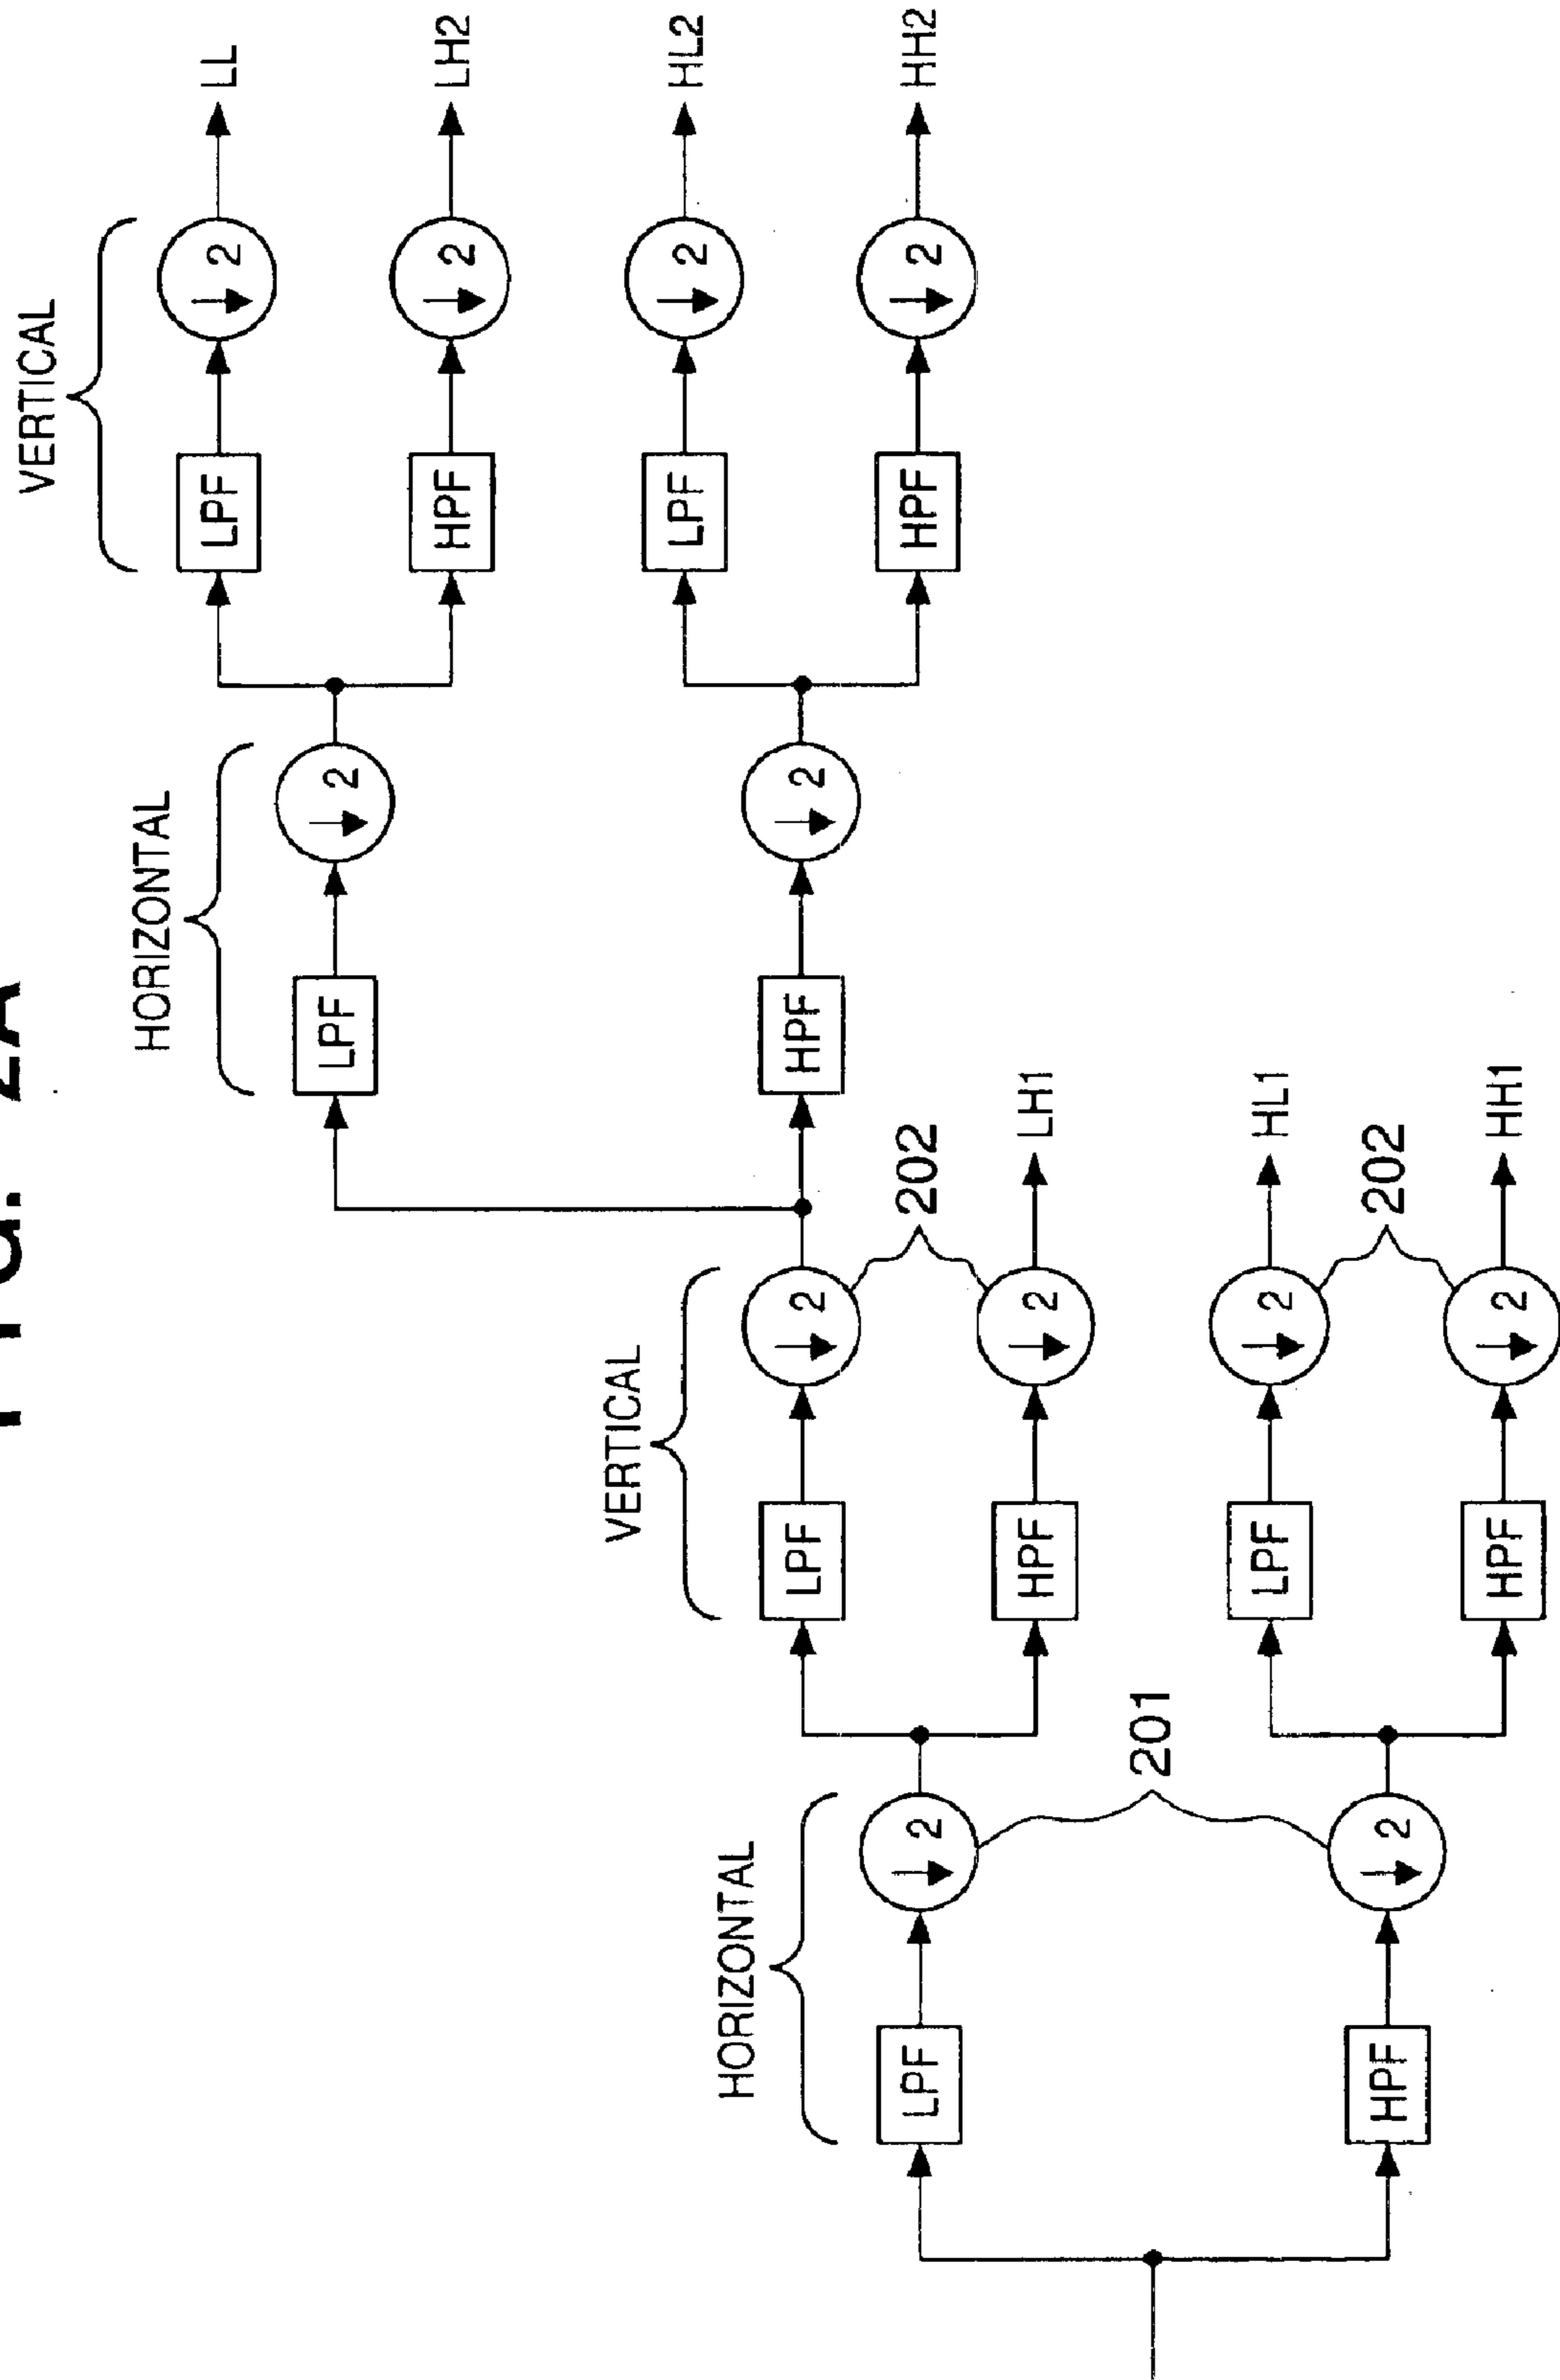 FIG. 2A
VERTICAL
HORIZONTAL
LPF ↓2 LL
LPF ↓2
HPF ↓2 LH2
VERTICAL
LPF ↓2 HL2
HORIZONTAL
LPF ↓2 HPF ↓2
LPF ↓2 202 HPF ↓2 HH2
HPF ↓2 LH1
201
LPF ↓2 HL1
HPF ↓2 202
HPF ↓2 HH1